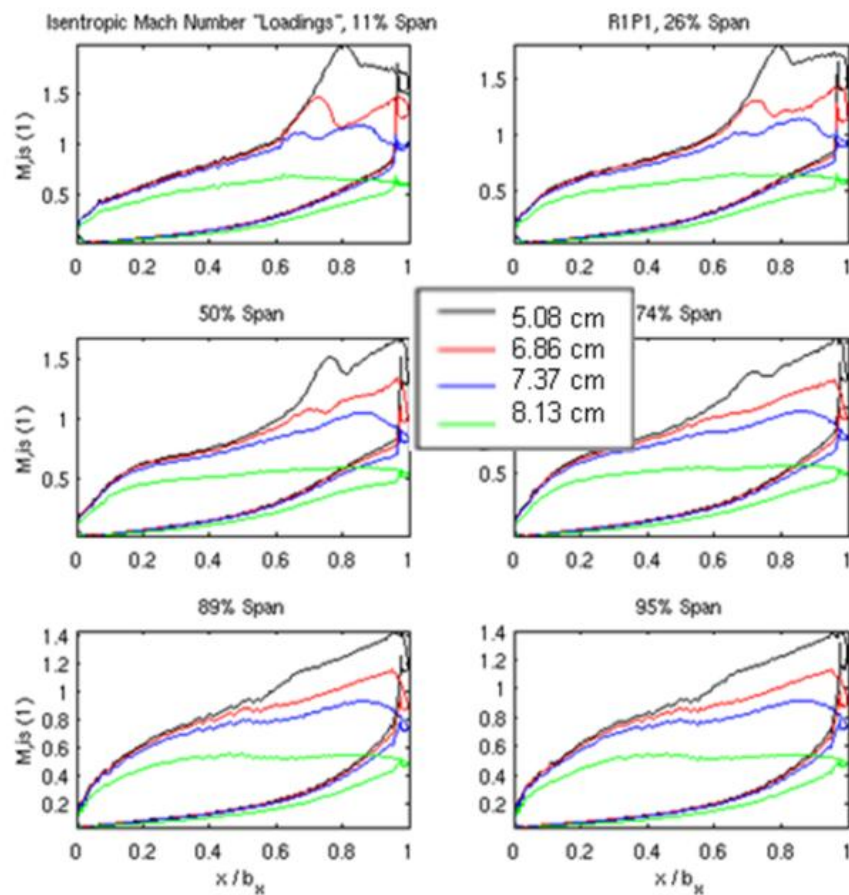 Isentropic Mach Number "Loadings", 11% Span
R1P1, 26% Span
M,is (1)
1.5
1
0.5
0 0.2 0.4 0.6 0.8 1
1.5
1
0.5
0 0.2 0.4 0.6 0.8 1
50% Span
74% Span
M,is (1)
1.5
1
0.5
0 0.2 0.4 0.6 0.8 1
0.5
0 0.2 0.4 0.6 0.8 1
5.08 cm
6.86 cm
7.37 cm
8.13 cm
89% Span
95% Span
M,is (1)
1.4
1.2
1
0.8
0.6
0.4
0.2
0 0.2 0.4 0.6 0.8 1
x / bx
1.4
1.2
1
0.8
0.6
0.4
0.2
0 0.2 0.4 0.6 0.8 1
x / bx